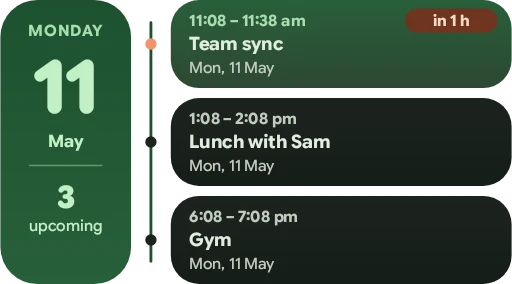 MONDAY
11
May
3
upcoming
11:08 – 11:38 am
in 1 h
Team sync
Mon, 11 May
1:08 – 2:08 pm
Lunch with Sam
Mon, 11 May
6:08 – 7:08 pm
Gym
Mon, 11 May